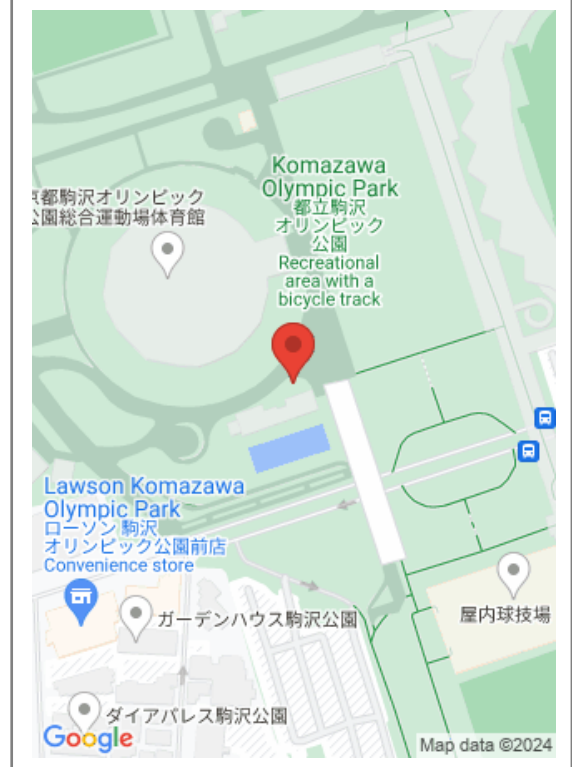 Komazawa
Olympic Park
都立駒沢
オリンピック
公園
Recreational
area with a
bicycle track
京都駒沢オリンピック
公園総合運動場体育館
Lawson Komazawa
Olympic Park
ローソン 駒沢
オリンピック公園前店
Convenience store
屋内球技場
ガーデンハウス駒沢公園
ダイアパレス駒沢公園
Google
Map data ©2024